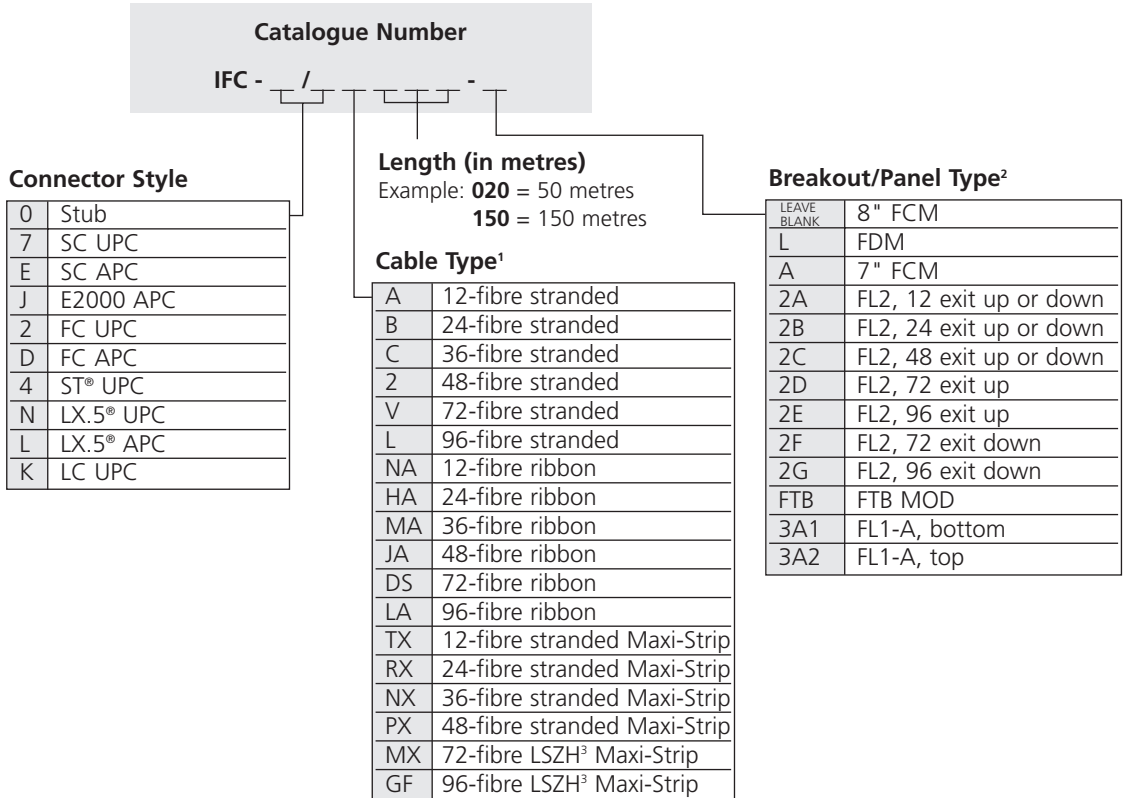 Catalogue Number
IFC - __ /__ __ __ __ __ - __
Connector Style
0 Stub
7 SC UPC
E SC APC
J E2000 APC
2 FC UPC
D FC APC
4 ST® UPC
N LX.5® UPC
L LX.5® APC
K LC UPC
Length (in metres)
Example: 020 = 50 metres
150 = 150 metres
Cable Type¹
A 12-fibre stranded
B 24-fibre stranded
C 36-fibre stranded
2 48-fibre stranded
V 72-fibre stranded
L 96-fibre stranded
NA 12-fibre ribbon
HA 24-fibre ribbon
MA 36-fibre ribbon
JA 48-fibre ribbon
DS 72-fibre ribbon
LA 96-fibre ribbon
TX 12-fibre stranded Maxi-Strip
RX 24-fibre stranded Maxi-Strip
NX 36-fibre stranded Maxi-Strip
PX 48-fibre stranded Maxi-Strip
MX 72-fibre LSZH³ Maxi-Strip
GF 96-fibre LSZH³ Maxi-Strip
Breakout/Panel Type²
LEAVE BLANK 8" FCM
L FDM
A 7" FCM
2A FL2, 12 exit up or down
2B FL2, 24 exit up or down
2C FL2, 48 exit up or down
2D FL2, 72 exit up
2E FL2, 96 exit up
2F FL2, 72 exit down
2G FL2, 96 exit down
FTB FTB MOD
3A1 FL1-A, bottom
3A2 FL1-A, top